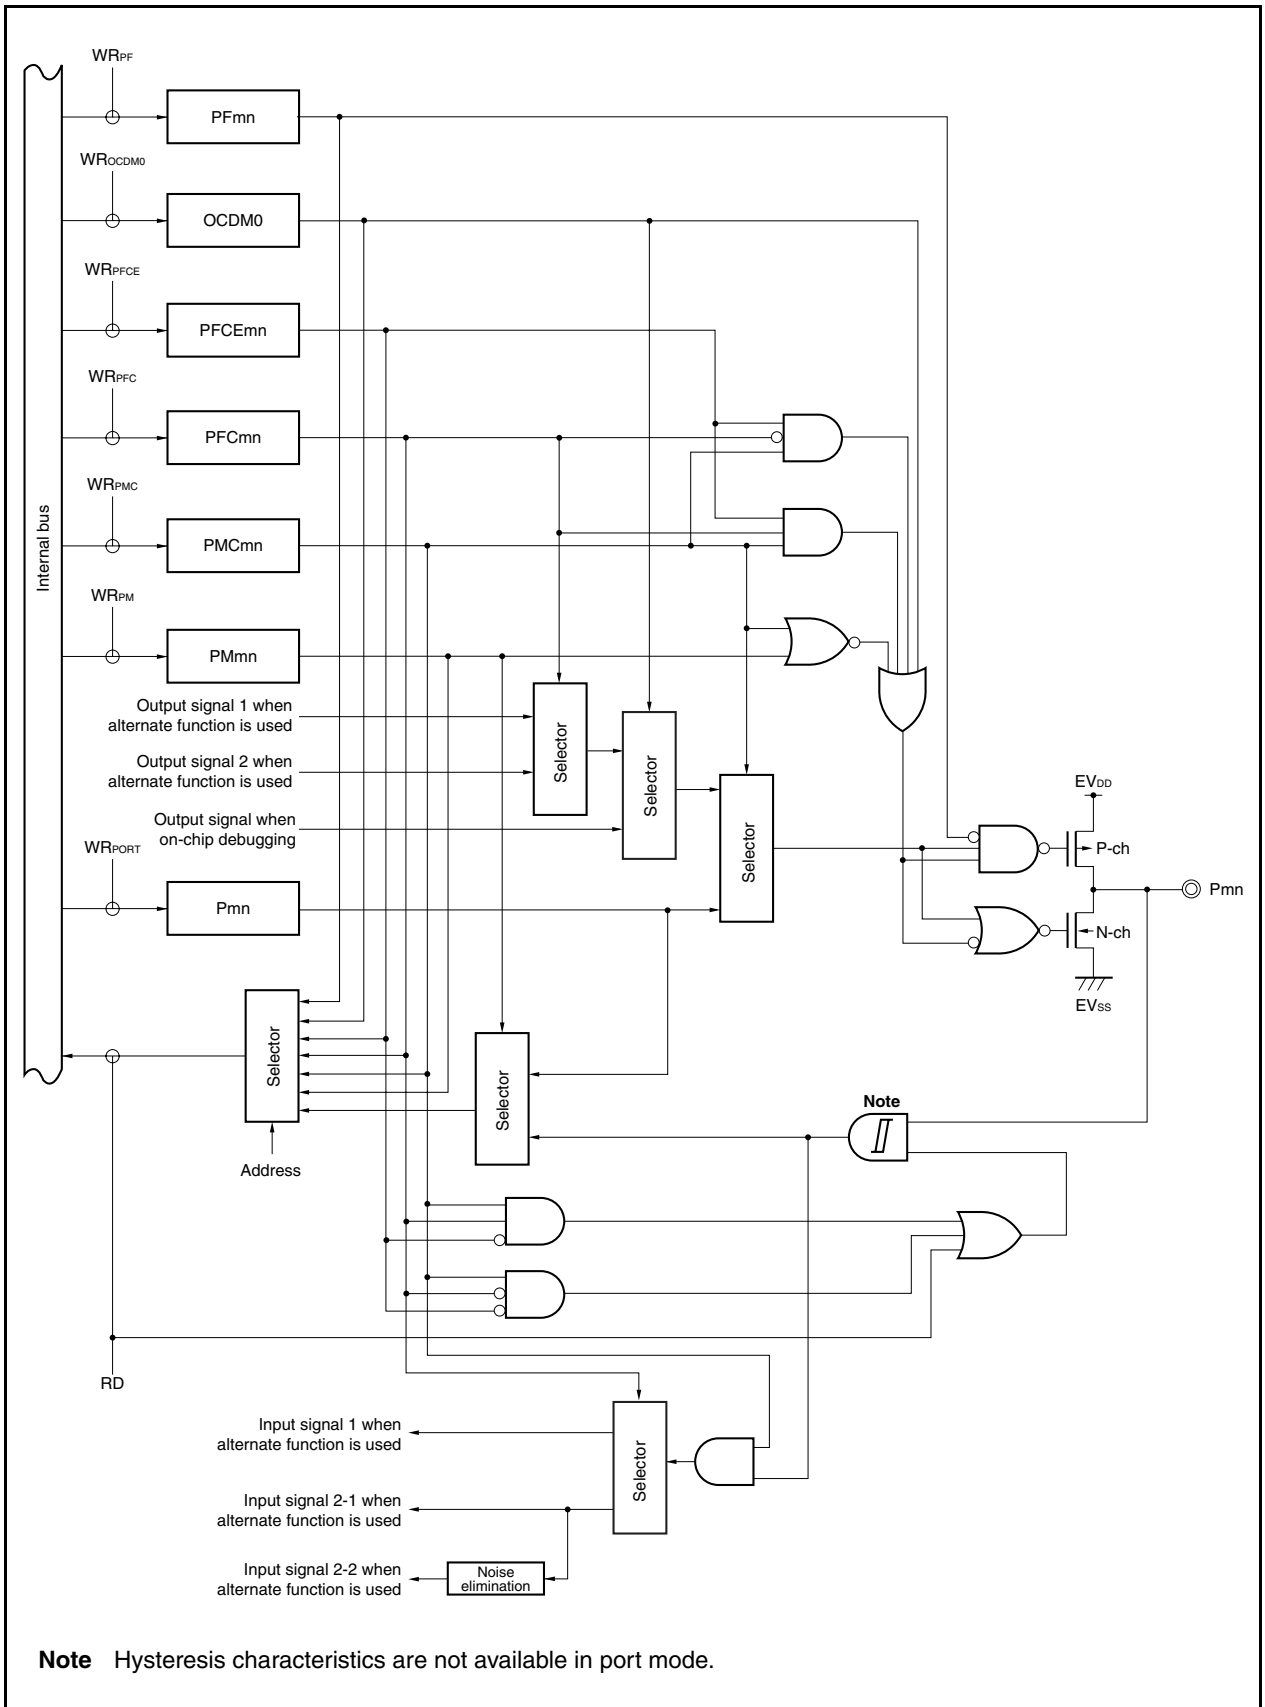 WRPF
PFmn
WROCDM0
OCDM0
WRPFCE
PFCEmn
WRPFC
PFCmn
WRPMC
PMCmn
Internal bus
WRPM
PMmn
Output signal 1 when
alternate function is used
Output signal 2 when
alternate function is used
Output signal when
on-chip debugging
Selector
Selector
Selector
WRPORT
Pmn
EVDD
P-ch
Pmn
N-ch
EVSS
Selector
Selector
Address
Note
RD
Input signal 1 when
alternate function is used
Selector
Input signal 2-1 when
alternate function is used
Input signal 2-2 when
alternate function is used
Noise
elimination
Note Hysteresis characteristics are not available in port mode.